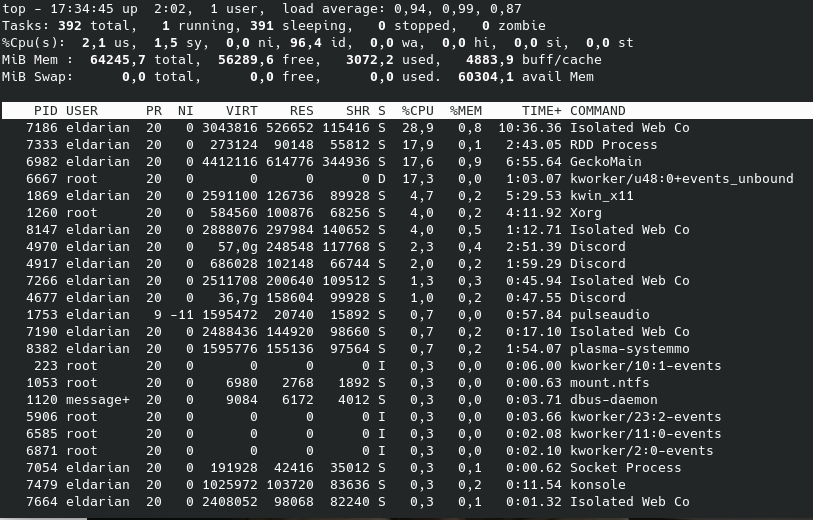 top - 17:34:45 up  2:02,  1 user,  load average: 0,94, 0,99, 0,87
Tasks: 392 total,   1 running, 391 sleeping,   0 stopped,   0 zombie
%Cpu(s):  2,1 us,  1,5 sy,  0,0 ni, 96,4 id,  0,0 wa,  0,0 hi,  0,0 si,  0,0 st
MiB Mem :  64245,7 total,  56289,6 free,   3072,2 used,   4883,9 buff/cache
MiB Swap:      0,0 total,      0,0 free,      0,0 used.  60304,1 avail Mem
PID USER      PR  NI    VIRT    RES    SHR S  %CPU  %MEM     TIME+ COMMAND
7186 eldarian  20   0 3043816 526652 115416 S  28,9   0,8  10:36.36 Isolated Web Co
7333 eldarian  20   0  273124  90148  55812 S  17,9   0,1   2:43.05 RDD Process
6982 eldarian  20   0 4412116 614776 344936 S  17,6   0,9   6:55.64 GeckoMain
6667 root      20   0       0      0      0 D  17,3   0,0   1:03.07 kworker/u48:0+events_unbound
1869 eldarian  20   0 2591100 126736  89928 S   4,7   0,2   5:29.53 kwin_x11
1260 root      20   0  584560 100876  68256 S   4,0   0,2   4:11.92 Xorg
8147 eldarian  20   0 2888076 297984 140652 S   4,0   0,5   1:12.71 Isolated Web Co
4970 eldarian  20   0   57,0g 248548 117768 S   2,3   0,4   2:51.39 Discord
4917 eldarian  20   0  686028 102148  66744 S   2,0   0,2   1:59.29 Discord
7266 eldarian  20   0 2511708 200640 109512 S   1,3   0,3   0:45.94 Isolated Web Co
4677 eldarian  20   0   36,7g 158604  99928 S   1,0   0,2   0:47.55 Discord
1753 eldarian   9 -11 1595472  20740  15892 S   0,7   0,0   0:57.84 pulseaudio
7190 eldarian  20   0 2488436 144920  98660 S   0,7   0,2   0:17.10 Isolated Web Co
8382 eldarian  20   0 1595776 155136  97564 S   0,7   0,2   1:54.07 plasma-systemmo
223 root      20   0       0      0      0 I   0,3   0,0   0:06.00 kworker/10:1-events
1053 root      20   0    6980   2768   1892 S   0,3   0,0   0:00.63 mount.ntfs
1120 message+  20   0    9084   6172   4012 S   0,3   0,0   0:03.71 dbus-daemon
5906 root      20   0       0      0      0 I   0,3   0,0   0:03.66 kworker/23:2-events
6585 root      20   0       0      0      0 I   0,3   0,0   0:02.08 kworker/11:0-events
6871 root      20   0       0      0      0 I   0,3   0,0   0:02.10 kworker/2:0-events
7054 eldarian  20   0  191928  42416  35012 S   0,3   0,1   0:00.62 Socket Process
7479 eldarian  20   0 1025972 103720  83636 S   0,3   0,2   0:11.54 konsole
7664 eldarian  20   0 2408052  98068  82240 S   0,3   0,1   0:01.32 Isolated Web Co